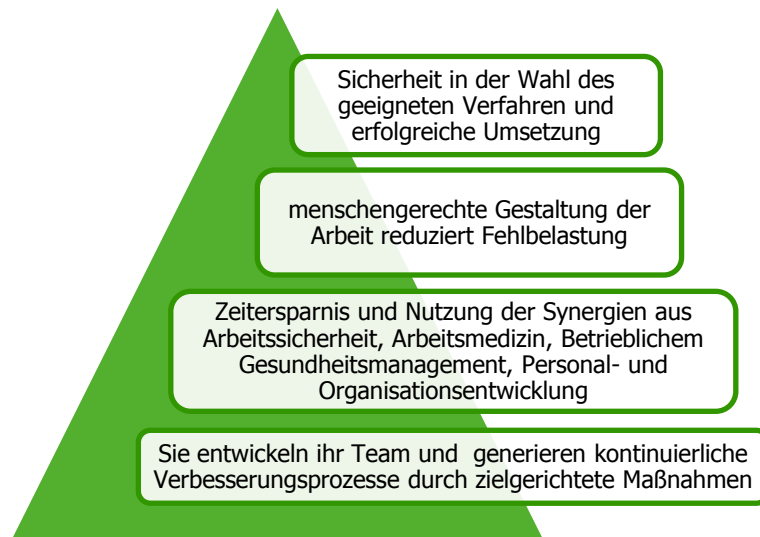 Sicherheit in der Wahl des
geeigneten Verfahren und
erfolgreiche Umsetzung
menschengerechte Gestaltung der
Arbeit reduziert Fehlbelastung
Zeitersparnis und Nutzung der Synergien aus
Arbeitssicherheit, Arbeitsmedizin, Betrieblichem
Gesundheitsmanagement, Personal- und
Organisationsentwicklung
Sie entwickeln ihr Team und  generieren kontinuierliche
Verbesserungsprozesse durch zielgerichtete Maßnahmen